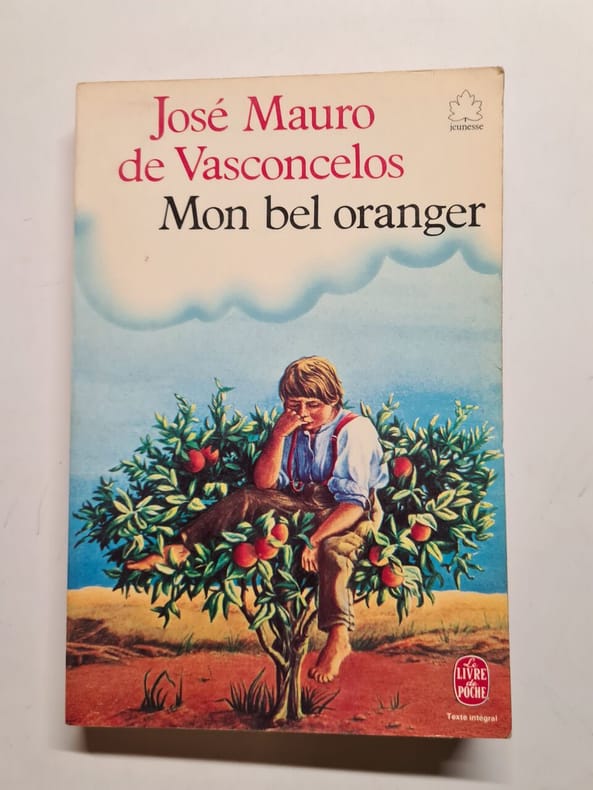 José Mauro
de Vasconcelos
Mon bel oranger
jeunesse
Le
LIVRE
de
POCHE
Texte intégral